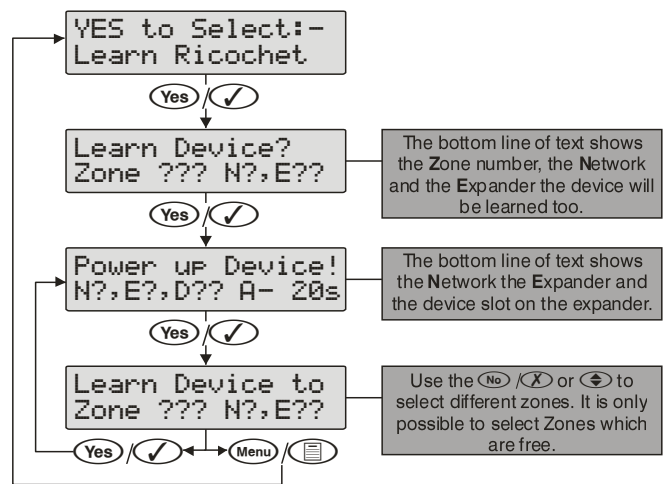 YES to Select:-
Learn Ricochet
Yes / ✓
Learn Device?
Zone ??? N?,E??
The bottom line of text shows
the Zone number, the Network
and the Expander the device will
be learned too.
Yes / ✓
Power up Device!
N?,E?,D?? A- 20s
The bottom line of text shows
the Network the Expander and
the device slot on the expander.
Yes / ✓
Learn Device to
Zone ??? N?,E??
Use the No / X or to
select different zones. It is only
possible to select Zones which
are free.
Yes / ✓ Menu /